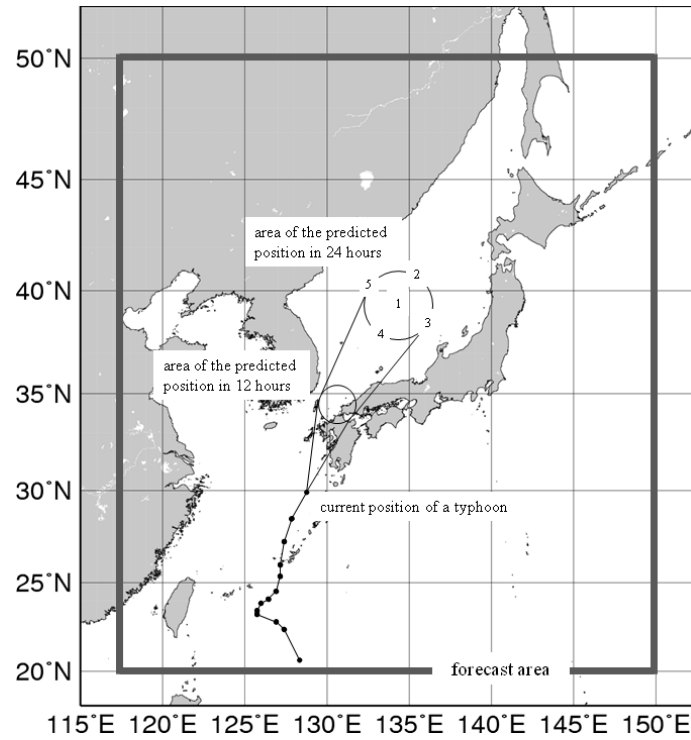 50°N
45°N
area of the predicted
position in 24 hours
2
5
40°N
1
3
4
area of the predicted
position in 12 hours
35°N
30°N
current position of a typhoon
25°N
20°N
forecast area
115°E 120°E 125°E 130°E 135°E 140°E 145°E 150°E